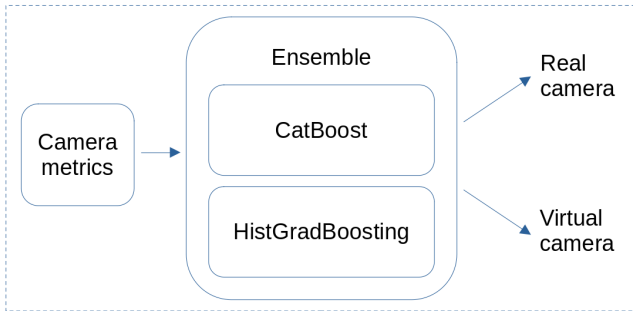 Camera
metrics
Ensemble
CatBoost
HistGradBoosting
Real
camera
Virtual
camera